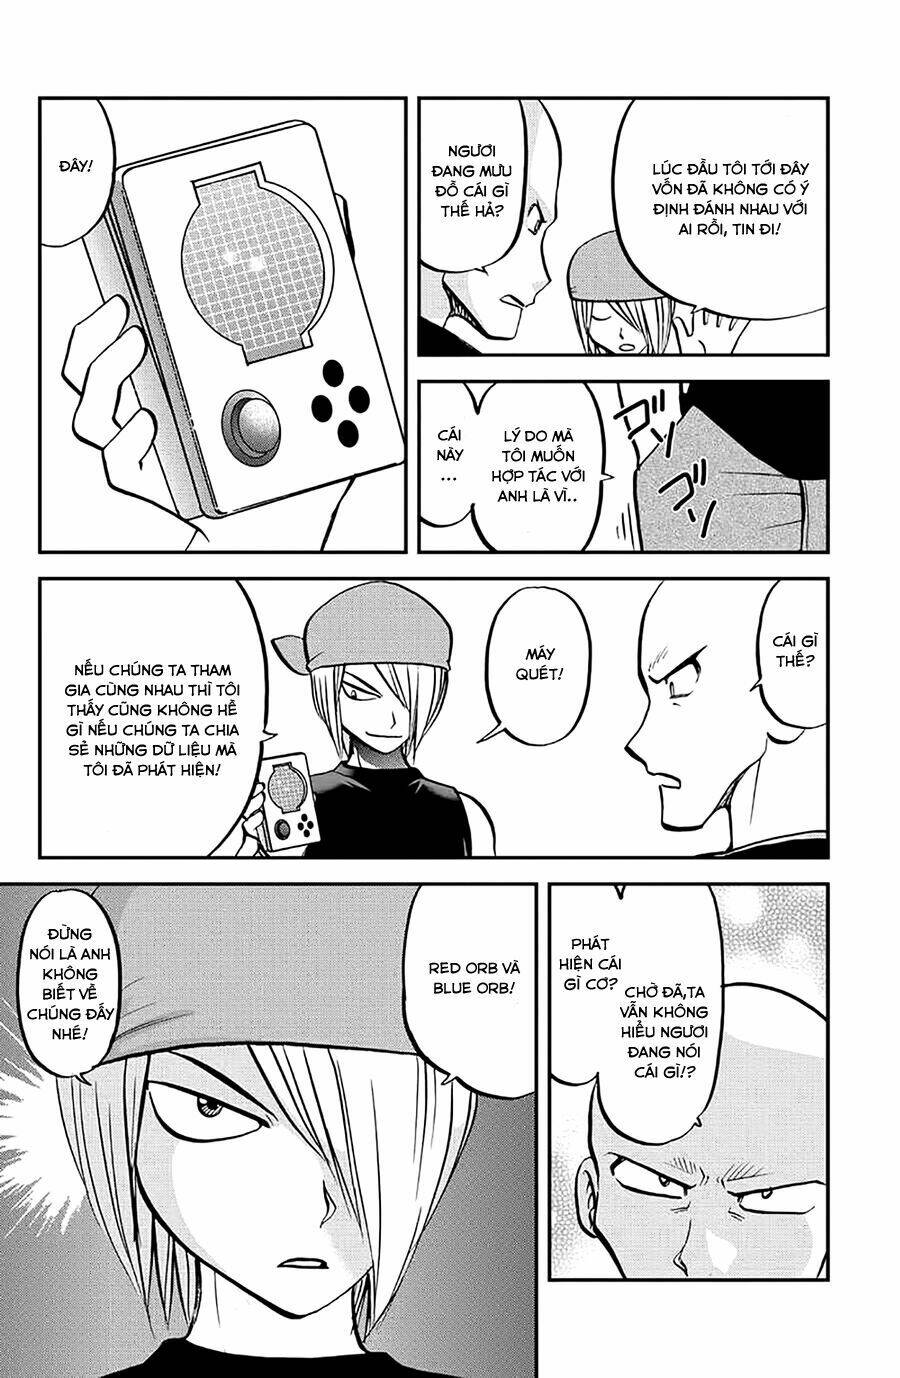 LÚC ĐẦU TÔI TỚI ĐÂY
VỐN ĐÃ KHÔNG CÓ Ý
ĐỊNH ĐÁNH NHAU VỚI
AI RỒI, TIN ĐI!
NGƯƠI
ĐANG MƯU
ĐỒ CÁI GÌ
THẾ HẢ?
LÝ DO MÀ
TÔI MUỐN
HỢP TÁC VỚI
ANH LÀ VÌ..
CÁI
NÀY
...
ĐÂY!
CÁI GÌ
THẾ?
MÁY
QUÉT!
NẾU CHÚNG TA THAM
GIA CÙNG NHAU THÌ TÔI
THẤY CŨNG KHÔNG HỀ
GÌ NẾU CHÚNG TA CHIA
SẺ NHỮNG DỮ LIỆU MÀ
TÔI ĐÃ PHÁT HIỆN!
PHÁT
HIỆN CÁI
GÌ CƠ?
CHỜ ĐÃ,TA
VẪN KHÔNG
HIỂU NGƯƠI
ĐANG NÓI
CÁI GÌ!?
RED ORB VÀ
BLUE ORB!
ĐỪNG
NÓI LÀ ANH
KHÔNG
BIẾT VỀ
CHÚNG ĐẤY
NHÉ!